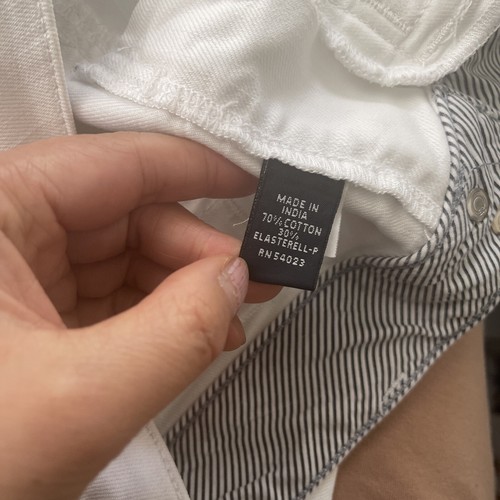 MADE IN
INDIA
70% COTTON
30%
ELASTERELL-P
RN 54023